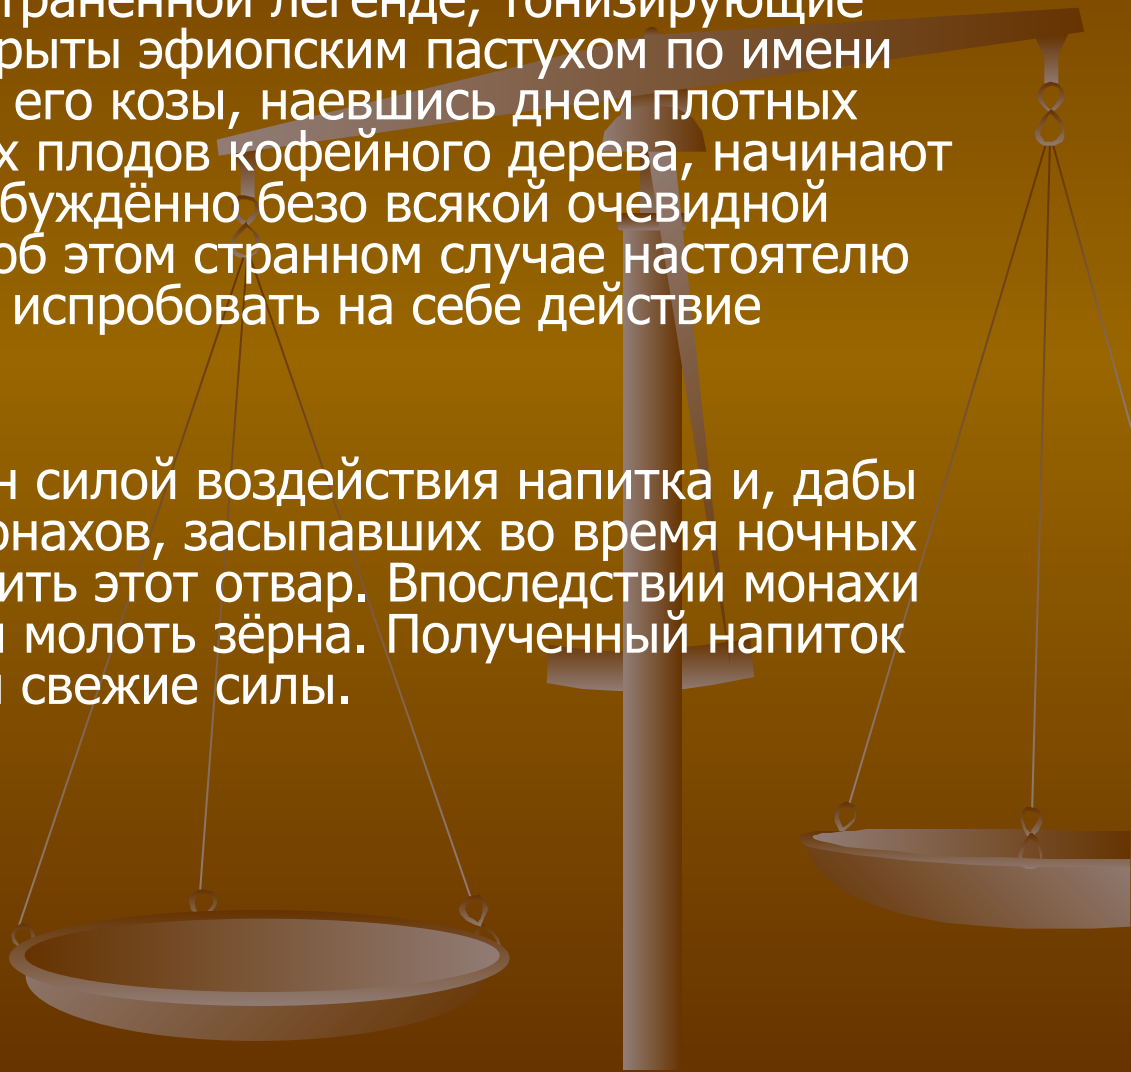 траненной легенде, тонизирующие
рыты эфиопским пастухом по имени
его козы, наевшись днем плотных
х плодов кофейного дерева, начинают
буждённо безо всякой очевидной
об этом странном случае настоятелю
испробовать на себе действие
н силой воздействия напитка и, дабы
онахов, засыпавших во время ночных
ить этот отвар. Впоследствии монахи
и молоть зёрна. Полученный напиток
и свежие силы.